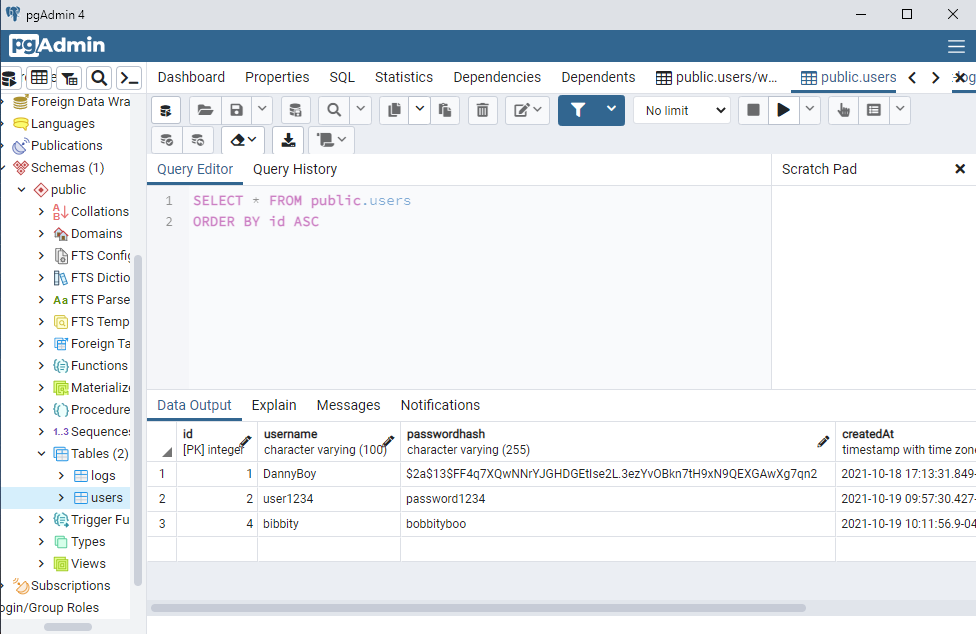 pgAdmin 4
pgAdmin
Dashboard Properties SQL Statistics Dependencies Dependents public.users/w... public.users
Foreign Data Wra
Languages
Publications
Schemas (1)
public
Collations
Domains
FTS Config
FTS Dictio
FTS Parse
FTS Temp
Foreign Ta
Functions
Materialize
Procedure
1..3 Sequences
Tables (2)
logs
users
Trigger Fu
Types
Views
Subscriptions
ogin/Group Roles
No limit
Query Editor Query History
Scratch Pad
1 SELECT * FROM public.users
2 ORDER BY id ASC
Data Output Explain Messages Notifications
id username passwordhash createdAt
[PK] integer character varying (100) character varying (255) timestamp with time zone
1 1 DannyBoy $2a$13$FF4q7XQwNNrYJGHDGEtIse2L.3ezYvOBkn7tH9xN9QEXGAwXg7qn2 2021-10-18 17:13:31.849-
2 2 user1234 password1234 2021-10-19 09:57:30.427-
3 4 bibbity bobbityboo 2021-10-19 10:11:56.9-04